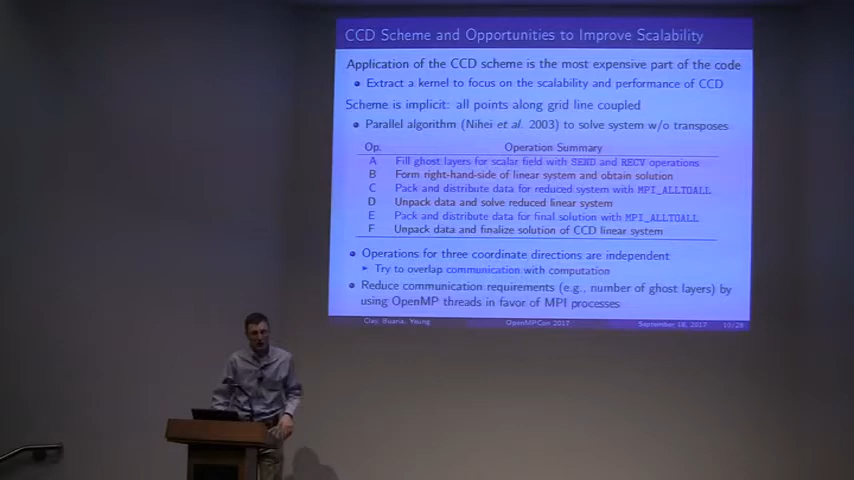 CCD Scheme and Opportunities to Improve Scalability
Application of the CCD scheme is the most expensive part of the code
Extract a kernel to focus on the scalability and performance of CCD
Scheme is implicit: all points along grid line coupled
Parallel algorithm (Nihei et al. 2003) to solve system w/o transposes
Op. Operation Summary
A Fill ghost layers for scalar field with SEND and RECV operations
B Form right-hand-side of linear system and obtain solution
C Pack and distribute data for reduced system with MPI_ALLTOALL
D Unpack data and solve reduced linear system
E Pack and distribute data for final solution with MPI_ALLTOALL
F Unpack data and finalize solution of CCD linear system
Operations for three coordinate directions are independent
Try to overlap communication with computation
Reduce communication requirements (e.g., number of ghost layers) by
using OpenMP threads in favor of MPI processes
Clay, Buaria, Yeung OpenMPCon 2017 September 18, 2017 10/28